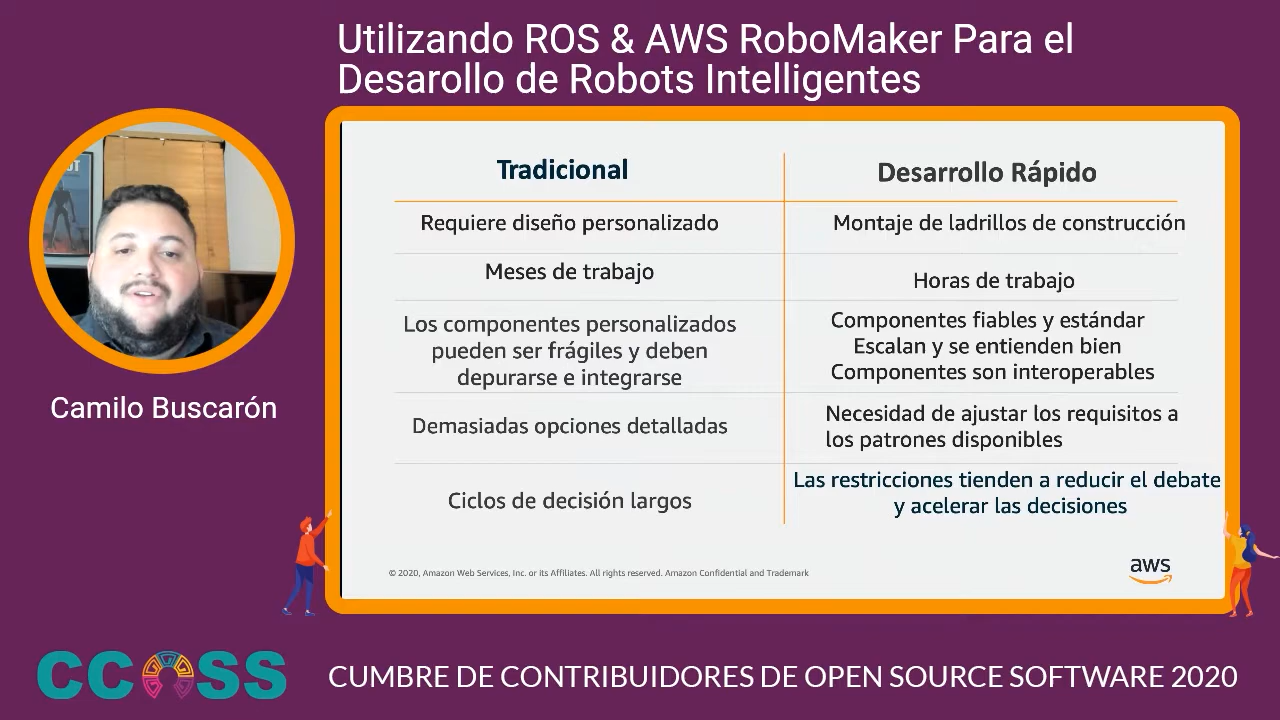 Utilizando ROS & AWS RoboMaker Para el
Desarollo de Robots Intelligentes
Camilo Buscarón
Tradicional
Desarrollo Rápido
Requiere diseño personalizado
Montaje de ladrillos de construcción
Meses de trabajo
Horas de trabajo
Los componentes personalizados
pueden ser frágiles y deben
depurarse e integrarse
Componentes fiables y estándar
Escalan y se entienden bien
Componentes son interoperables
Demasiadas opciones detalladas
Necesidad de ajustar los requisitos a
los patrones disponibles
Ciclos de decisión largos
Las restricciones tienden a reducir el debate
y acelerar las decisiones
© 2020, Amazon Web Services, Inc. or its Affiliates. All rights reserved. Amazon Confidential and Trademark
aws
CCOSS
CUMBRE DE CONTRIBUIDORES DE OPEN SOURCE SOFTWARE 2020